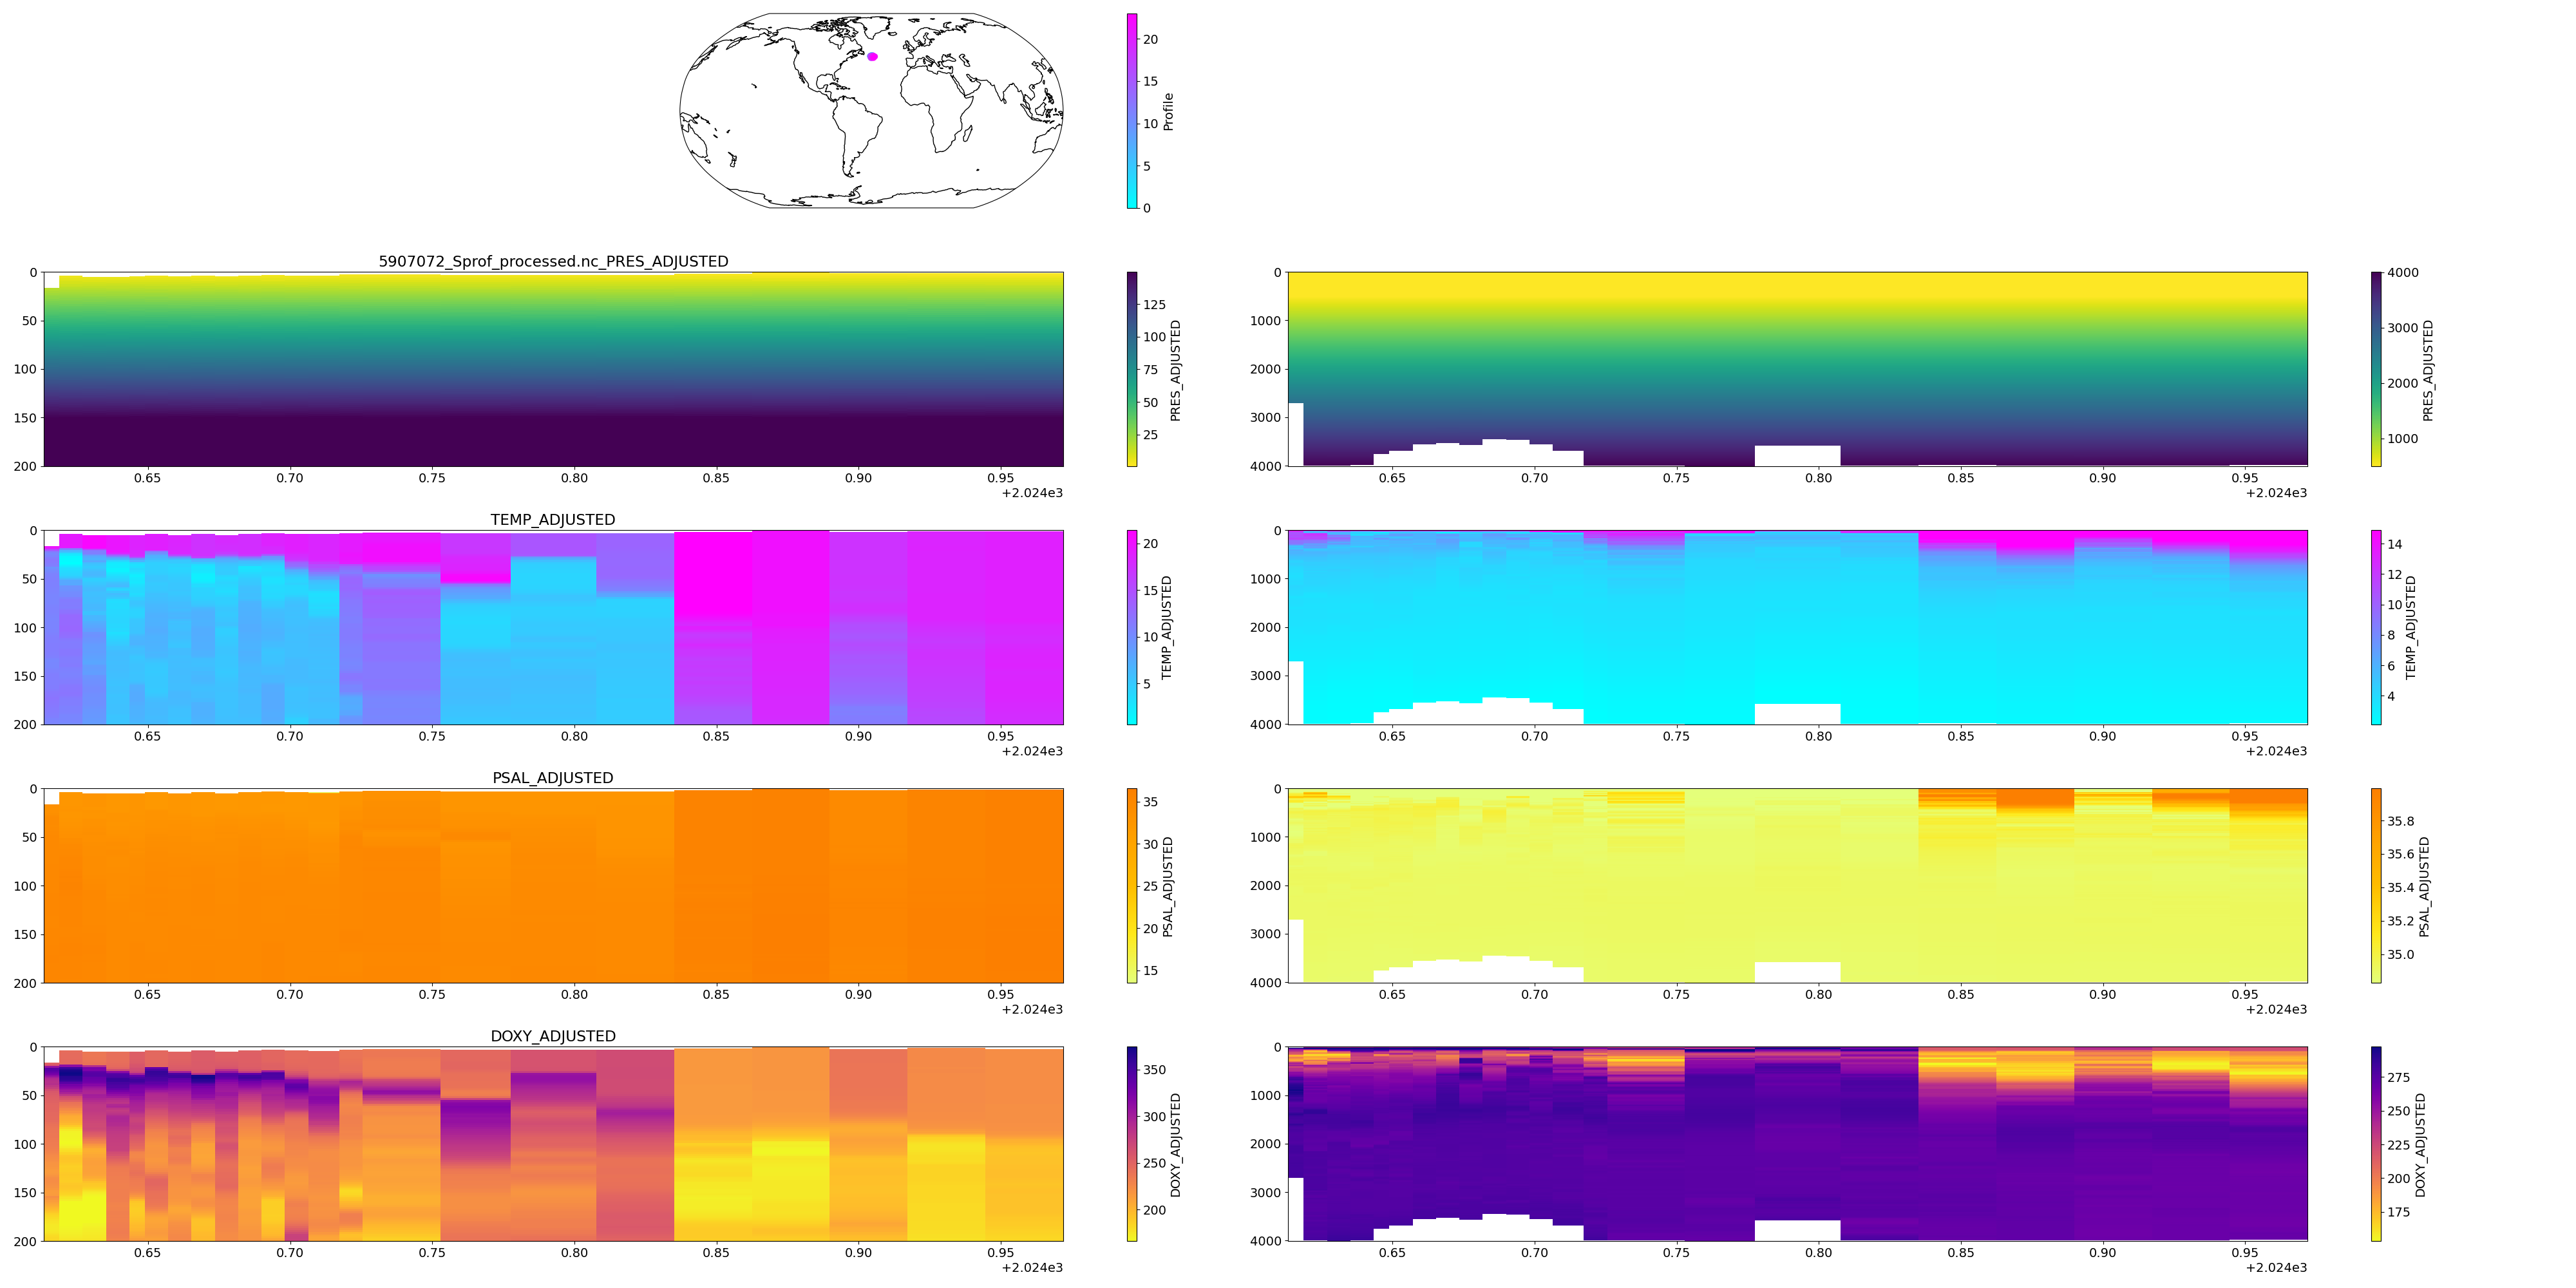 20
15
10
5
0
Profile
5907072_Sprof_processed.nc_PRES_ADJUSTED
0
50
100
150
200
0.65 0.70 0.75 0.80 0.85 0.90 0.95
+2.024e3
125
100
75
50
25
PRES_ADJUSTED
0
1000
2000
3000
4000
0.65 0.70 0.75 0.80 0.85 0.90 0.95
+2.024e3
4000
3000
2000
1000
PRES_ADJUSTED
TEMP_ADJUSTED
0
50
100
150
200
0.65 0.70 0.75 0.80 0.85 0.90 0.95
+2.024e3
20
15
10
5
TEMP_ADJUSTED
0
1000
2000
3000
4000
0.65 0.70 0.75 0.80 0.85 0.90 0.95
+2.024e3
14
12
10
8
6
4
TEMP_ADJUSTED
PSAL_ADJUSTED
0
50
100
150
200
0.65 0.70 0.75 0.80 0.85 0.90 0.95
+2.024e3
35
30
25
20
15
PSAL_ADJUSTED
0
1000
2000
3000
4000
0.65 0.70 0.75 0.80 0.85 0.90 0.95
+2.024e3
35.8
35.6
35.4
35.2
35.0
PSAL_ADJUSTED
DOXY_ADJUSTED
0
50
100
150
200
0.65 0.70 0.75 0.80 0.85 0.90 0.95
+2.024e3
350
300
250
200
DOXY_ADJUSTED
0
1000
2000
3000
4000
0.65 0.70 0.75 0.80 0.85 0.90 0.95
+2.024e3
275
250
225
200
175
DOXY_ADJUSTED